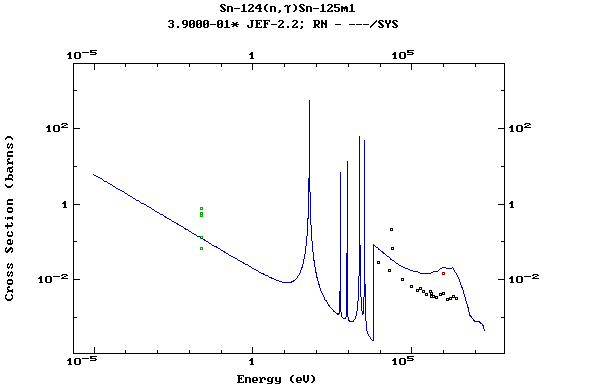 Sn-124(n,γ)Sn-125m1
3.9000-01* JEF-2.2; RN - ---/SYS
10⁻⁵ 1 10⁵
10² 10²
1 1
10⁻² 10⁻²
Cross Section (barns)
10⁻⁵ 1 10⁵
Energy (eV)